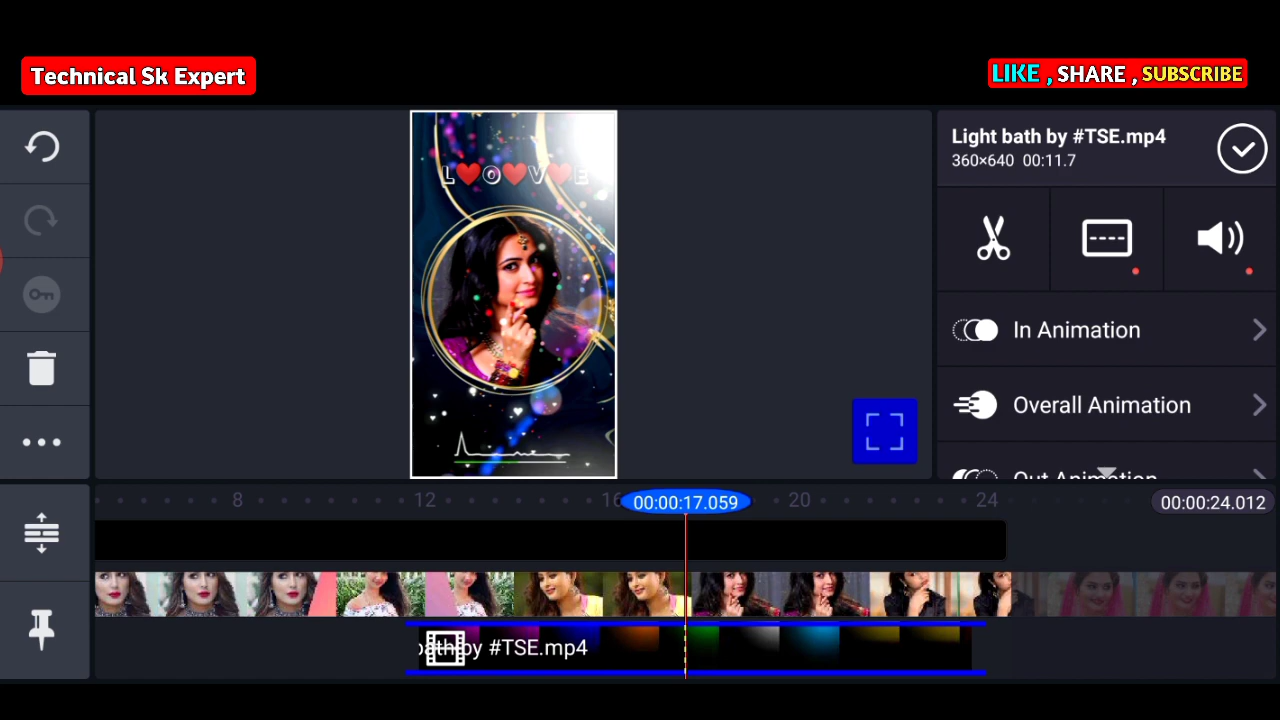 Technical Sk Expert
LIKE , SHARE , SUBSCRIBE
Light bath by #TSE.mp4
360×640 00:11.7
L❤️O❤️V❤️E
In Animation
Overall Animation
Out Animation
8 12 16 00:00:17.059 20 24 00:00:24.012
by #TSE.mp4